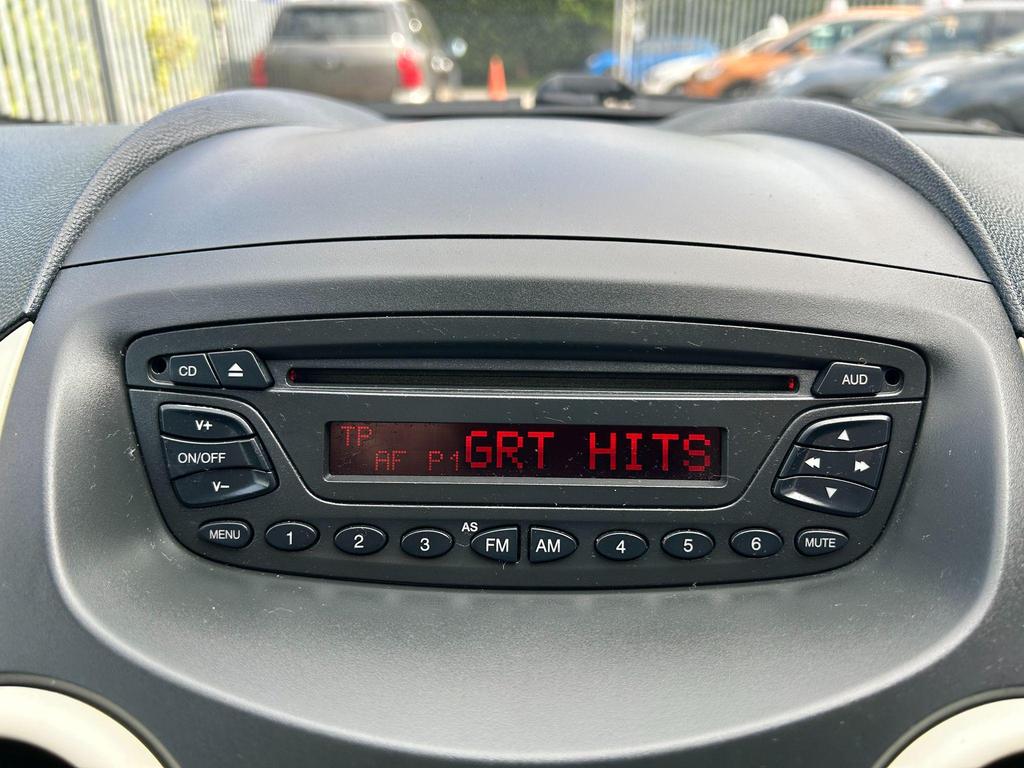 CD AUD
V+
TP
AF P1 GRT HITS
ON/OFF
V-
AS
MENU 1 2 3 FM AM 4 5 6 MUTE